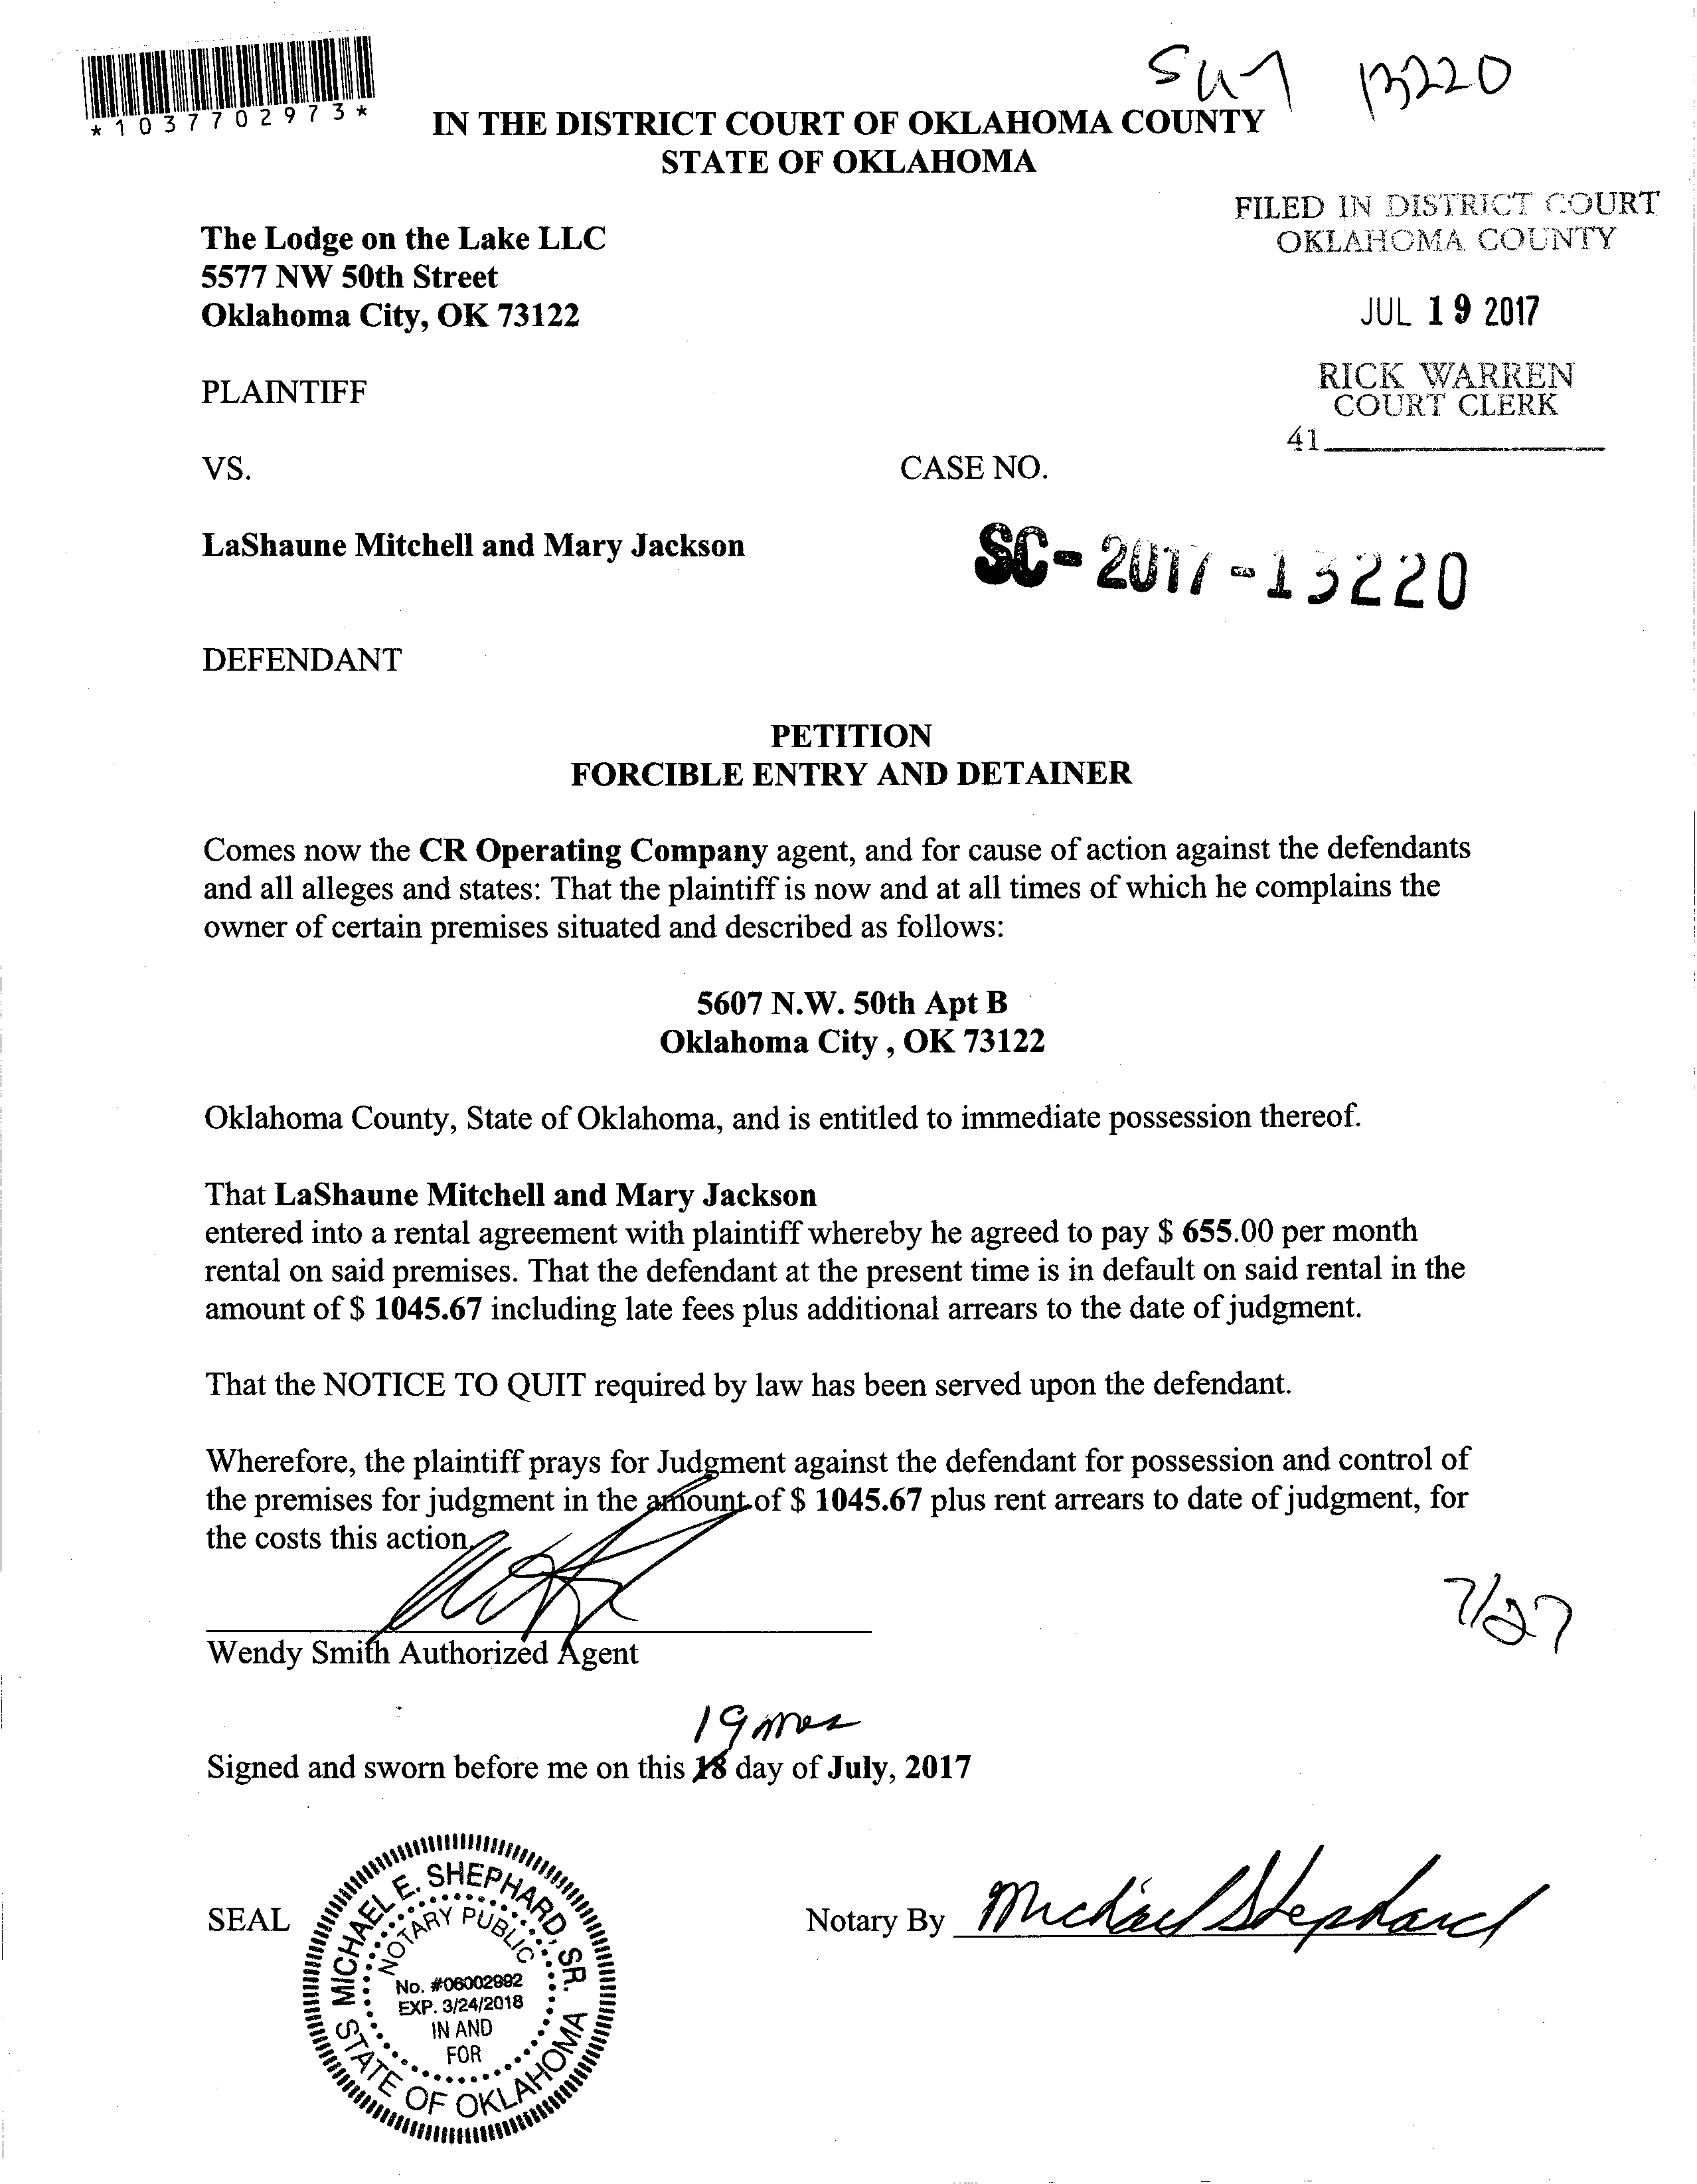 *1037702973*
13220
IN THE DISTRICT COURT OF OKLAHOMA COUNTY
STATE OF OKLAHOMA
FILED IN DISTRICT COURT
OKLAHOMA COUNTY
JUL 19 2017
RICK WARREN
COURT CLERK
41
The Lodge on the Lake LLC
5577 NW 50th Street
Oklahoma City, OK 73122
PLAINTIFF
VS.
CASE NO.
LaShaune Mitchell and Mary Jackson
SC-2017-13220
DEFENDANT
PETITION
FORCIBLE ENTRY AND DETAINER
Comes now the CR Operating Company agent, and for cause of action against the defendants
and all alleges and states: That the plaintiff is now and at all times of which he complains the
owner of certain premises situated and described as follows:
5607 N.W. 50th Apt B
Oklahoma City , OK 73122
Oklahoma County, State of Oklahoma, and is entitled to immediate possession thereof.
That LaShaune Mitchell and Mary Jackson
entered into a rental agreement with plaintiff whereby he agreed to pay $ 655.00 per month
rental on said premises. That the defendant at the present time is in default on said rental in the
amount of $ 1045.67 including late fees plus additional arrears to the date of judgment.
That the NOTICE TO QUIT required by law has been served upon the defendant.
Wherefore, the plaintiff prays for Judgment against the defendant for possession and control of
the premises for judgment in the amount of $ 1045.67 plus rent arrears to date of judgment, for
the costs this action.
7/27
Wendy Smith Authorized Agent
19 mes
Signed and sworn before me on this 18 day of July, 2017
SEAL
MICHAEL E. SHEPHARD, SR.
NOTARY PUBLIC
No. #06002992
EXP. 3/24/2018
IN AND
FOR
STATE OF OKLAHOMA
Notary By Michael Shephard